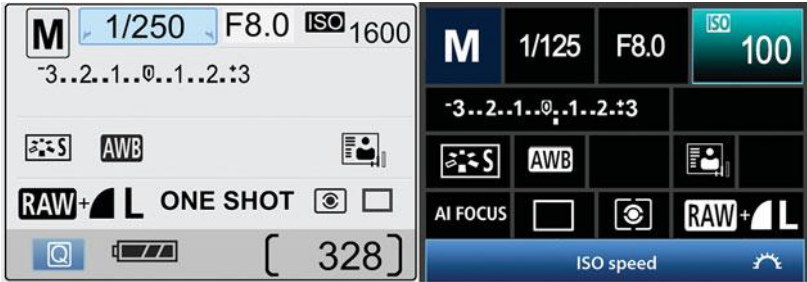 M 1/250 F8.0 ISO 1600
-3..2..1..0..1..2.:+3
S AWB
RAW+ L ONE SHOT
Q [ 328]
M 1/125 F8.0 ISO 100
-3..2..1..0..1..2.:+3
S AWB
AI FOCUS RAW+ L
ISO speed